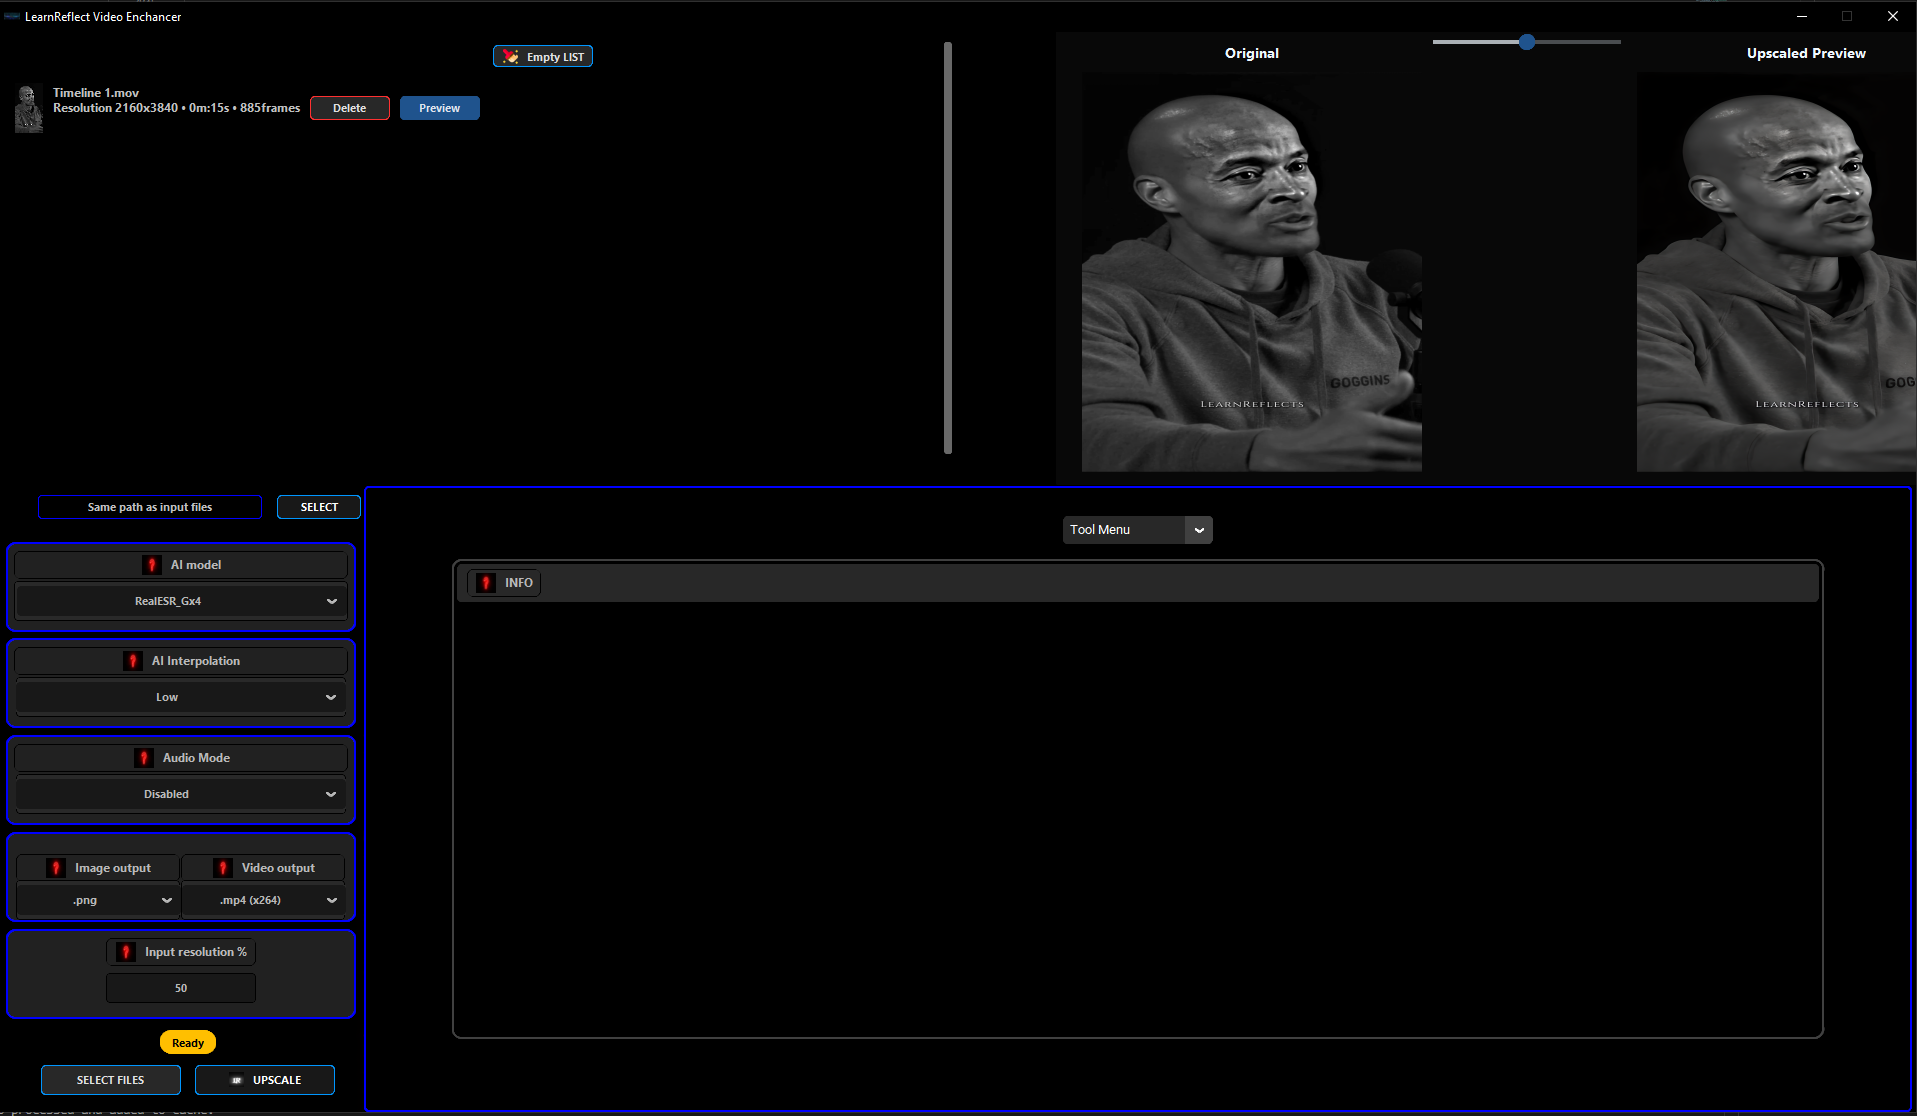 LearnReflect Video Enchancer
Empty LIST
Timeline 1.mov
Resolution 2160x3840 • 0m:15s • 885frames
Delete
Preview
Original
Upscaled Preview
GOGGINS
LEARNREFLECTS
GOG
LEARNREFLECTS
Same path as input files
SELECT
AI model
RealESR_Gx4
AI Interpolation
Low
Audio Mode
Disabled
Image output
Video output
.png
.mp4 (x264)
Input resolution %
50
Ready
SELECT FILES
UPSCALE
Tool Menu
INFO